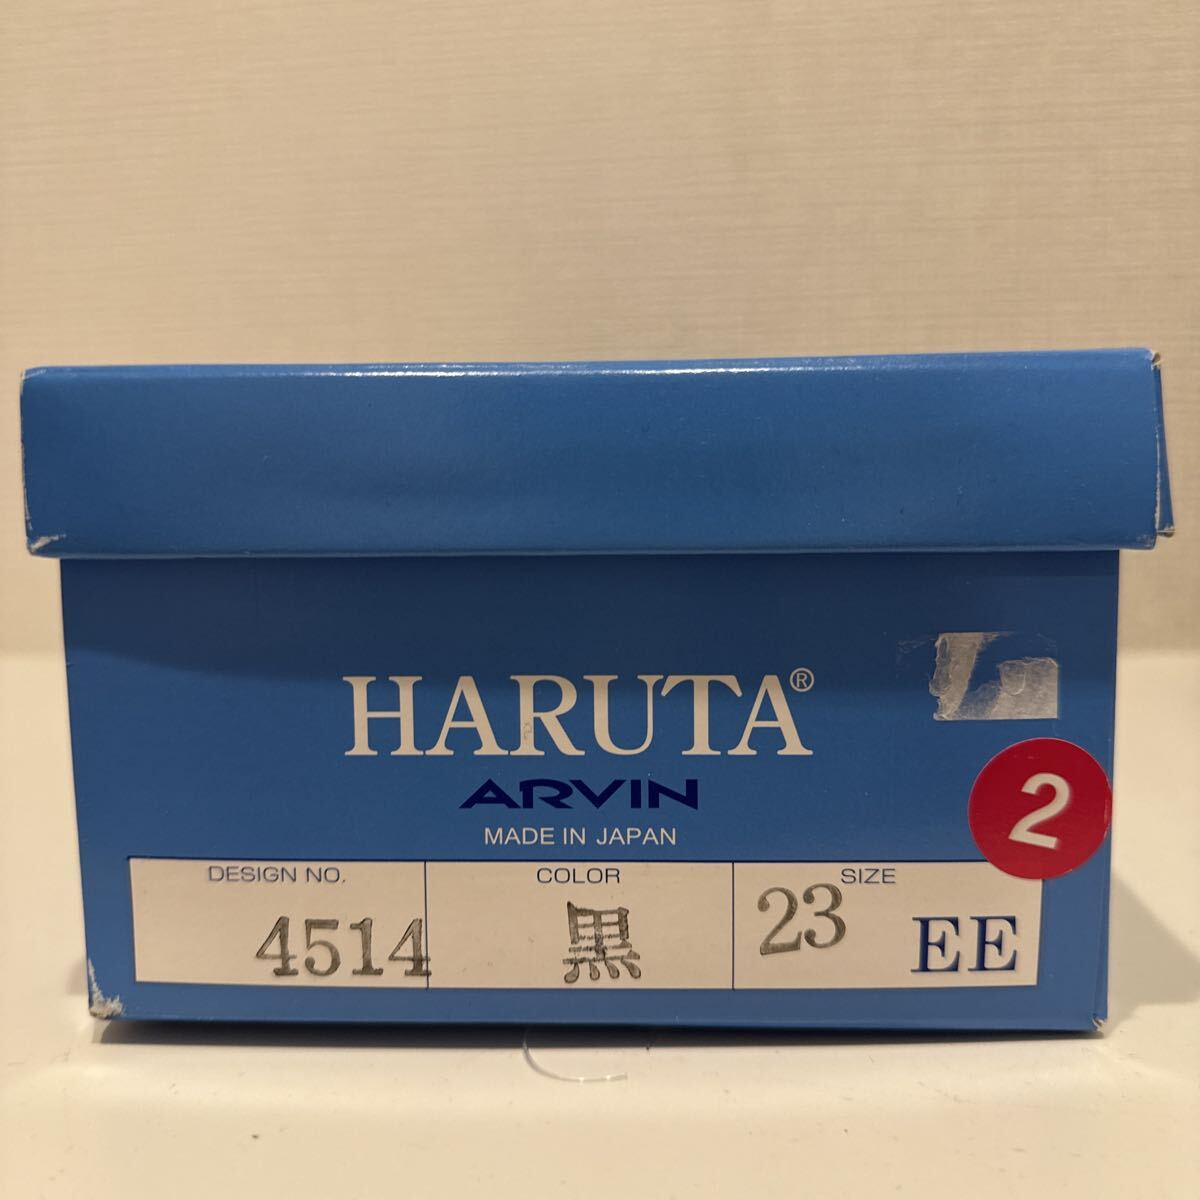 HARUTA®
ARVIN
MADE IN JAPAN
2
DESIGN NO. COLOR SIZE
4514 黒 23 EE